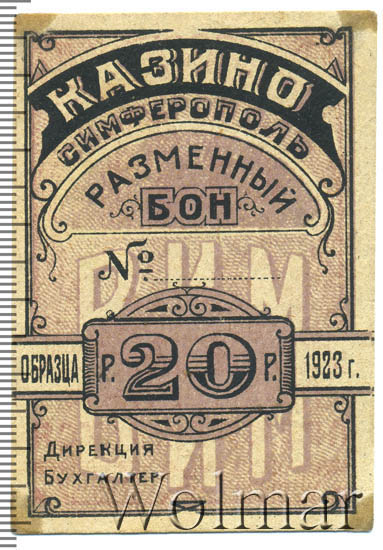 КАЗИНО
СИМФЕРОПОЛЬ
РАЗМЕННЫЙ
БОН
№
ОБРАЗЦА Р. 20 Р. 1923 г.
ДИРЕКЦИЯ
БУХГАЛТЕР
Wolmar